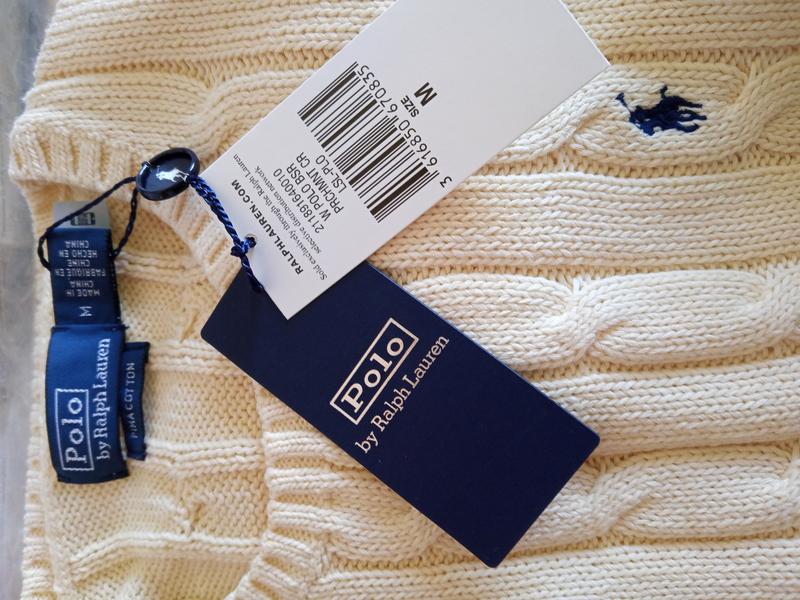 RALPHLAUREN.COM
Sold exclusively through the Ralph Lauren
selective distribution network
211891640010
W POLO BSR
PRCHMNT CR
LSL-PLO
3 616850 670835
SIZE
M
Polo
by Ralph Lauren
MADE IN
CHINA
FABRIQUE EN
CHINE
HECHO EN
CHINA
M
Polo
by Ralph Lauren
PIMA COTTON